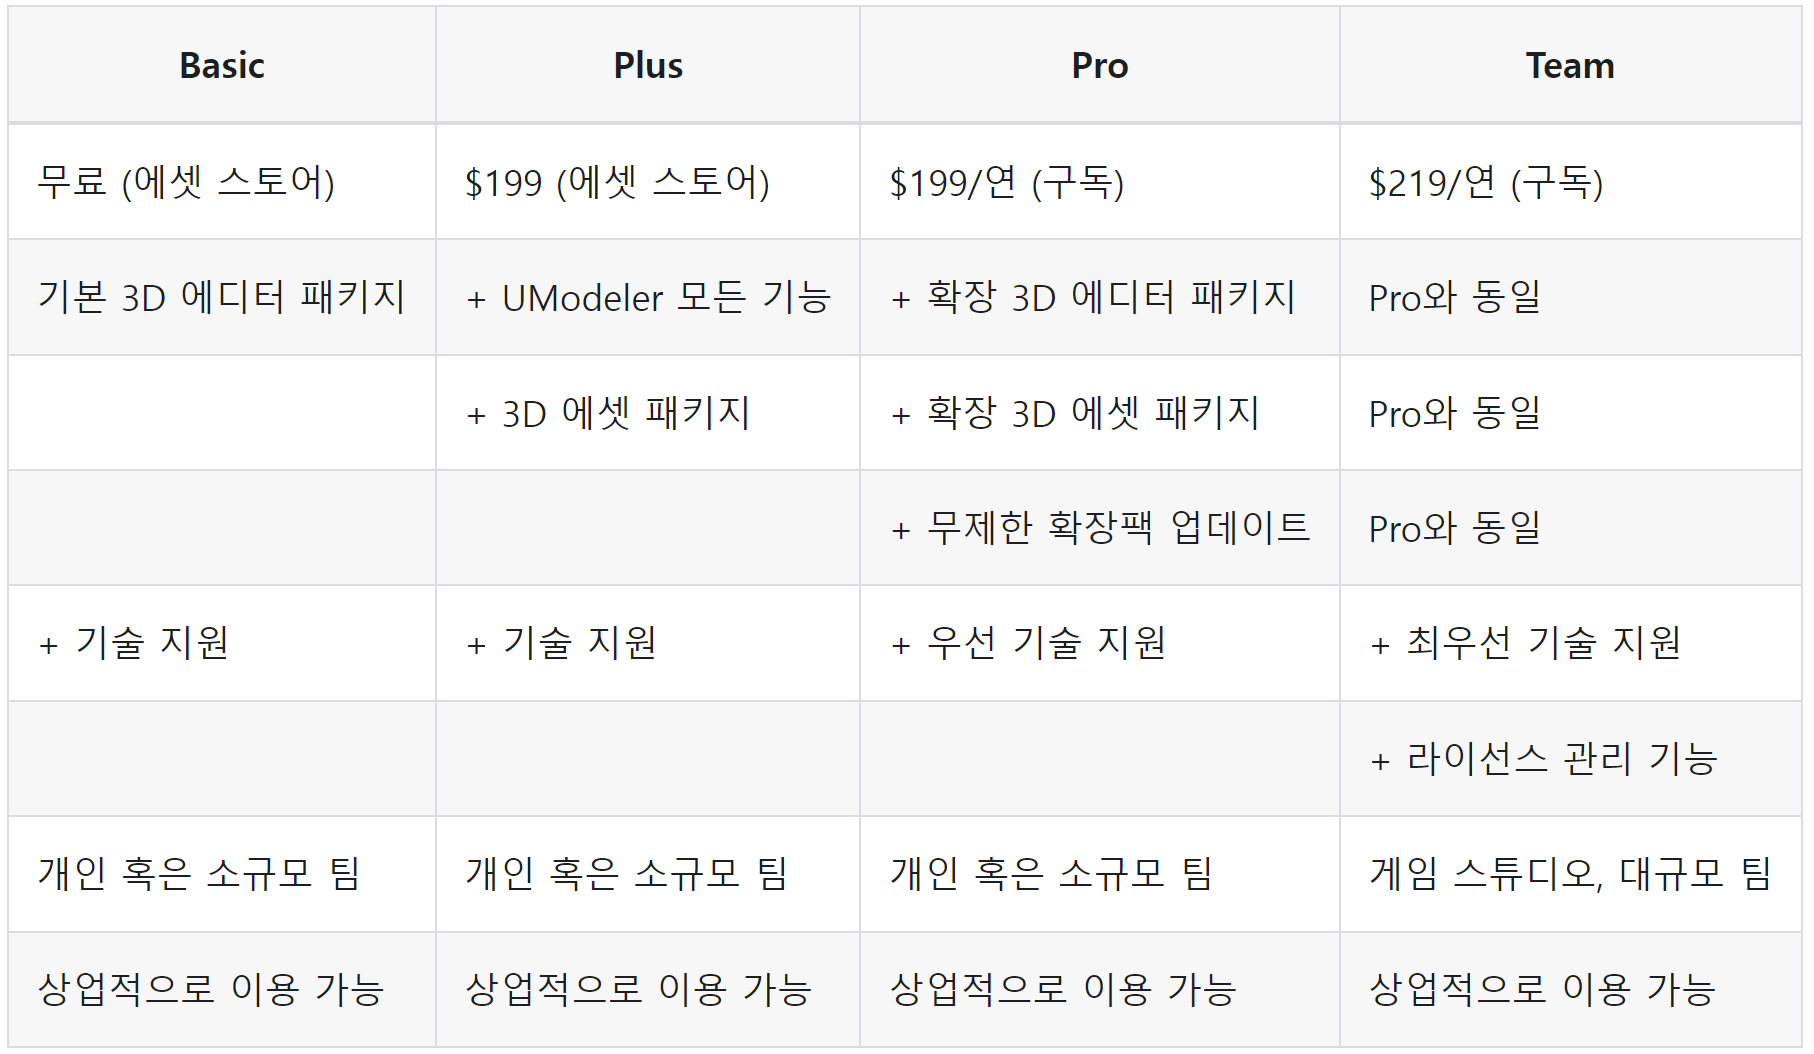 Basic Plus Pro Team
무료 (에셋 스토어) $199 (에셋 스토어) $199/연 (구독) $219/연 (구독)
기본 3D 에디터 패키지 + UModeler 모든 기능 + 확장 3D 에디터 패키지 Pro와 동일
+ 3D 에셋 패키지 + 확장 3D 에셋 패키지 Pro와 동일
+ 무제한 확장팩 업데이트 Pro와 동일
+ 기술 지원 + 기술 지원 + 우선 기술 지원 + 최우선 기술 지원
+ 라이선스 관리 기능
개인 혹은 소규모 팀 개인 혹은 소규모 팀 개인 혹은 소규모 팀 게임 스튜디오, 대규모 팀
상업적으로 이용 가능 상업적으로 이용 가능 상업적으로 이용 가능 상업적으로 이용 가능